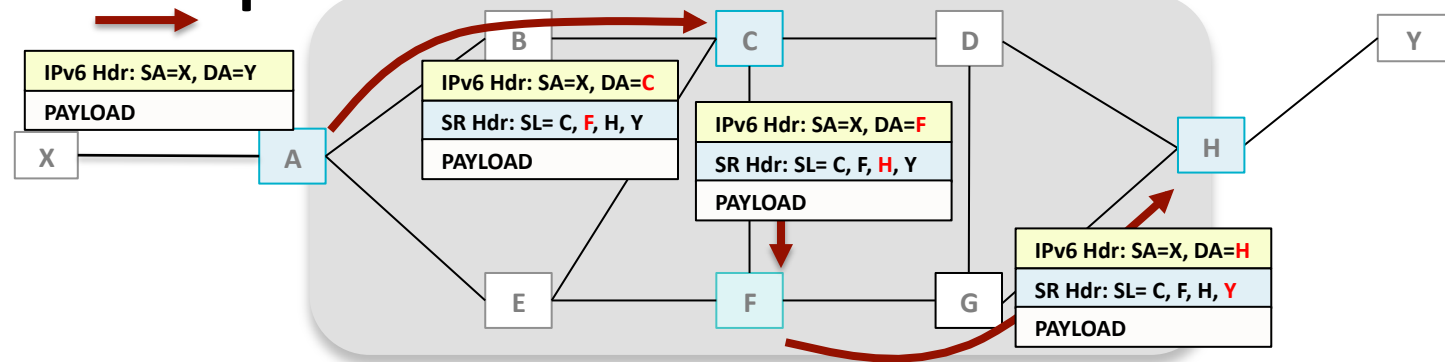 B
C
D
Y
IPv6 Hdr: SA=X, DA=Y
PAYLOAD
IPv6 Hdr: SA=X, DA=C
SR Hdr: SL= C, F, H, Y
PAYLOAD
IPv6 Hdr: SA=X, DA=F
SR Hdr: SL= C, F, H, Y
PAYLOAD
X
A
H
IPv6 Hdr: SA=X, DA=H
SR Hdr: SL= C, F, H, Y
PAYLOAD
E
F
G